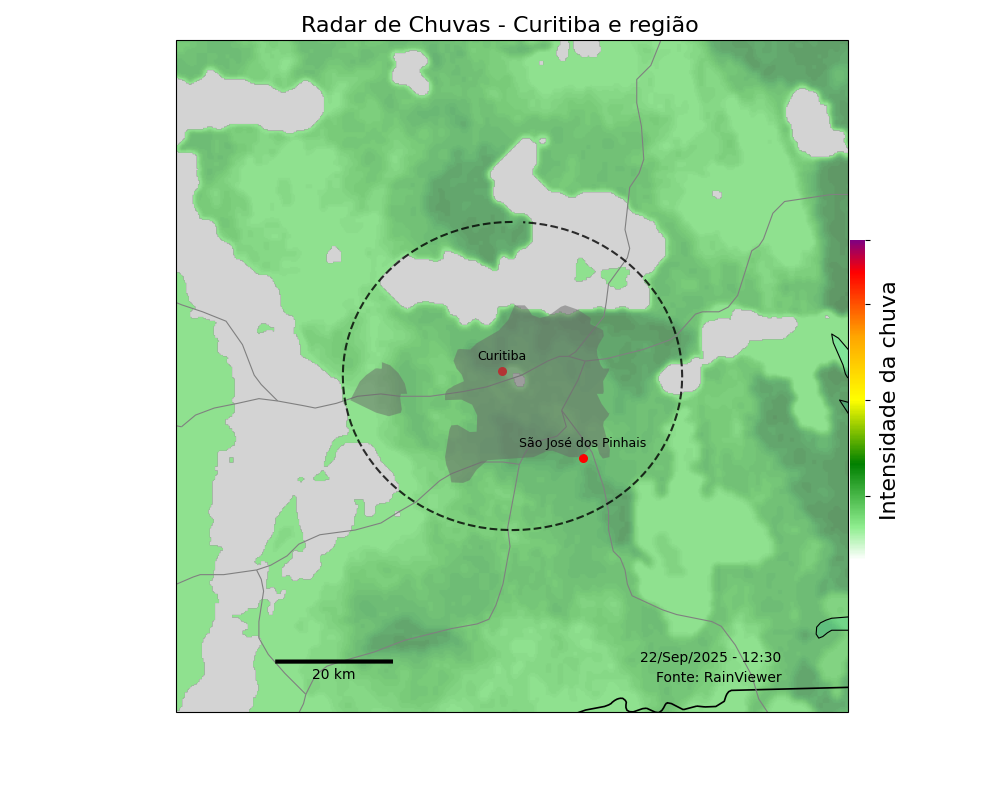 Radar de Chuvas - Curitiba e região
Curitiba
São José dos Pinhais
Intensidade da chuva
22/Sep/2025 - 12:30
Fonte: RainViewer
20 km